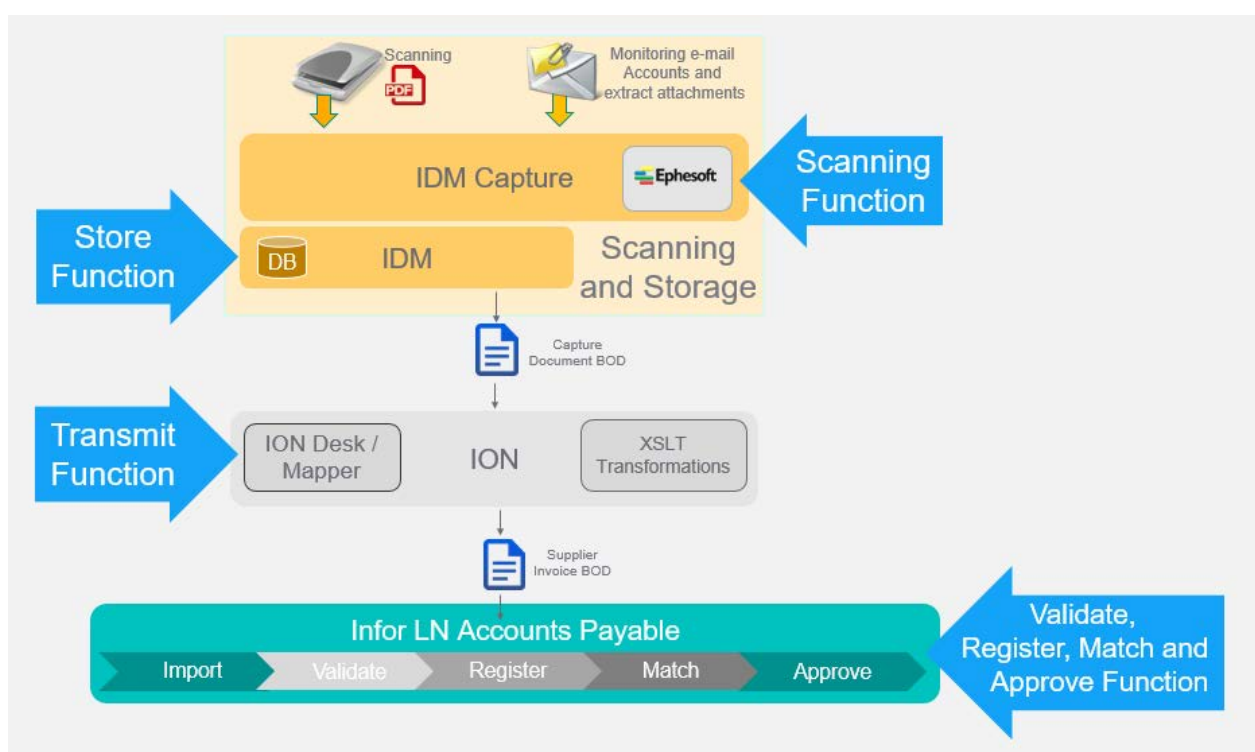 Scanning
PDF
Monitoring e-mail
Accounts and
extract attachments
IDM Capture
Ephesoft
Scanning
Function
Store
Function
DB
IDM
Scanning
and Storage
Capture
Document BOD
Transmit
Function
ION Desk /
Mapper
ION
XSLT
Transformations
Supplier
Invoice BOD
Infor LN Accounts Payable
Import
Validate
Register
Match
Approve
Validate,
Register, Match and
Approve Function